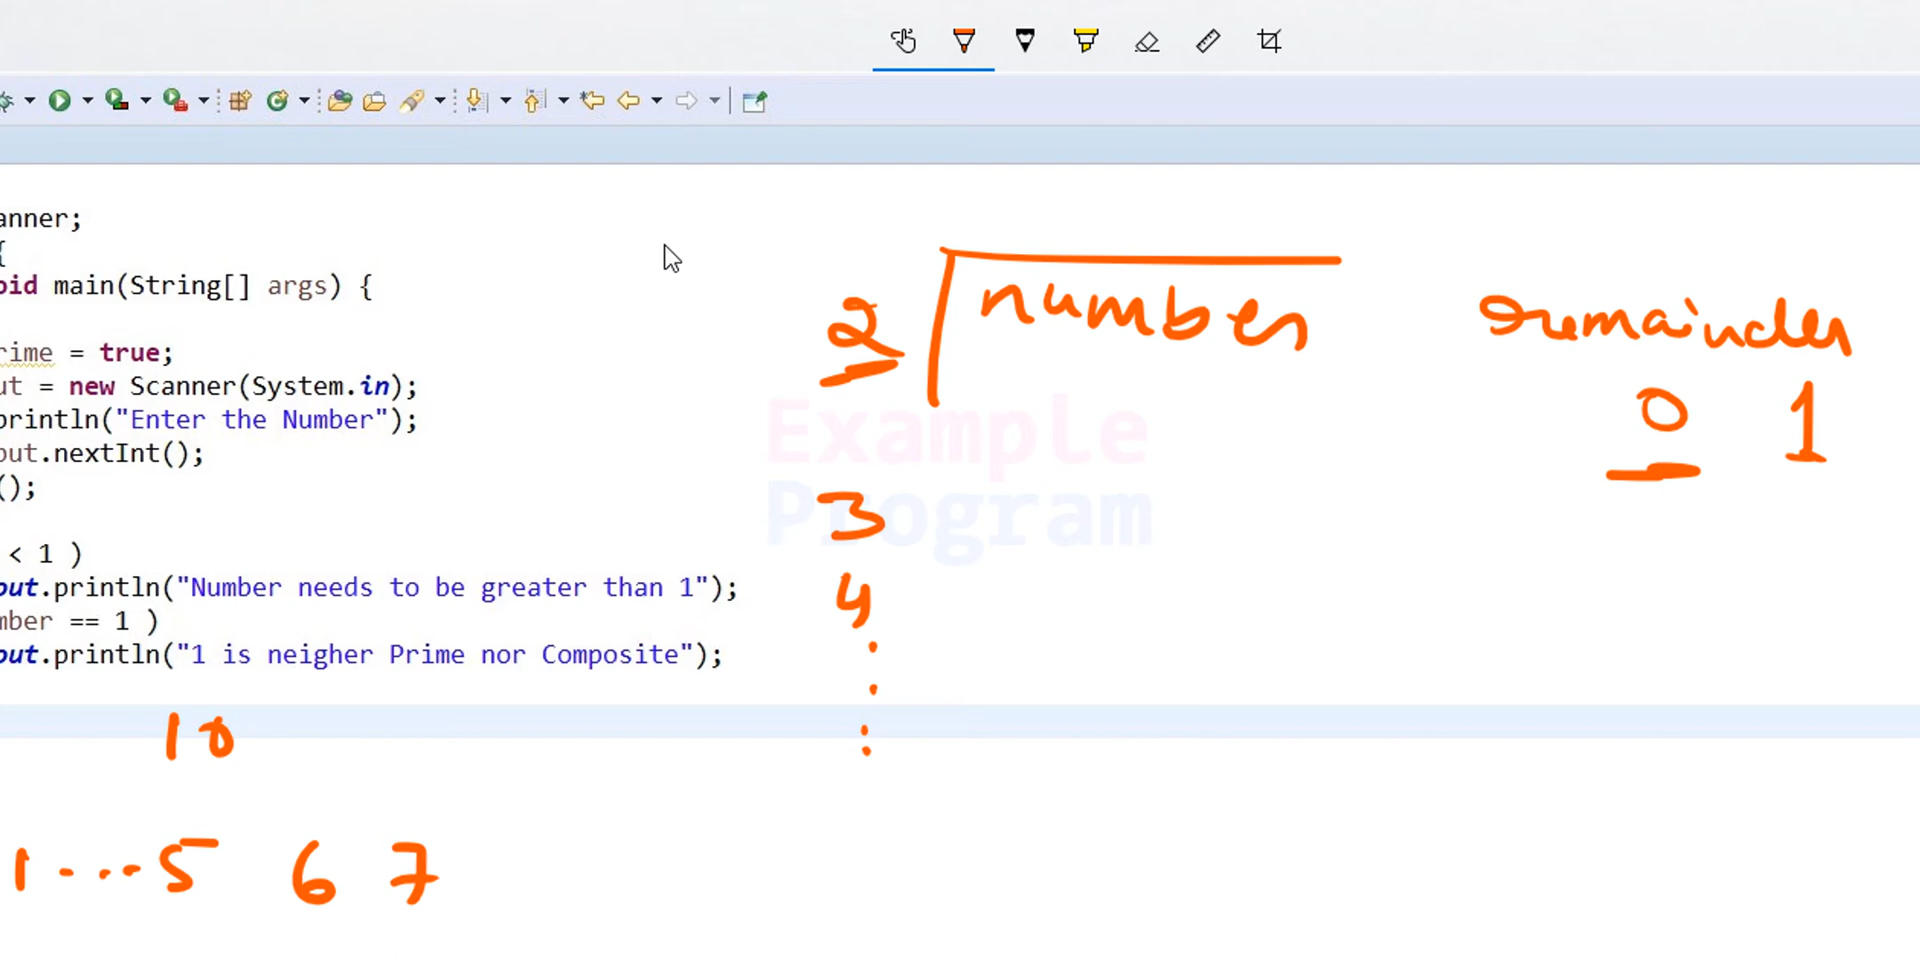 anner;
{
oid main(String[] args) {
rime = true;
ut = new Scanner(System.in);
println("Enter the Number");
out.nextInt();
();
< 1 )
out.println("Number needs to be greater than 1");
mber == 1 )
out.println("1 is neigher Prime nor Composite");
2 number remainder
0 1
Example
Program
3
4
10
1 ... 5 6 7